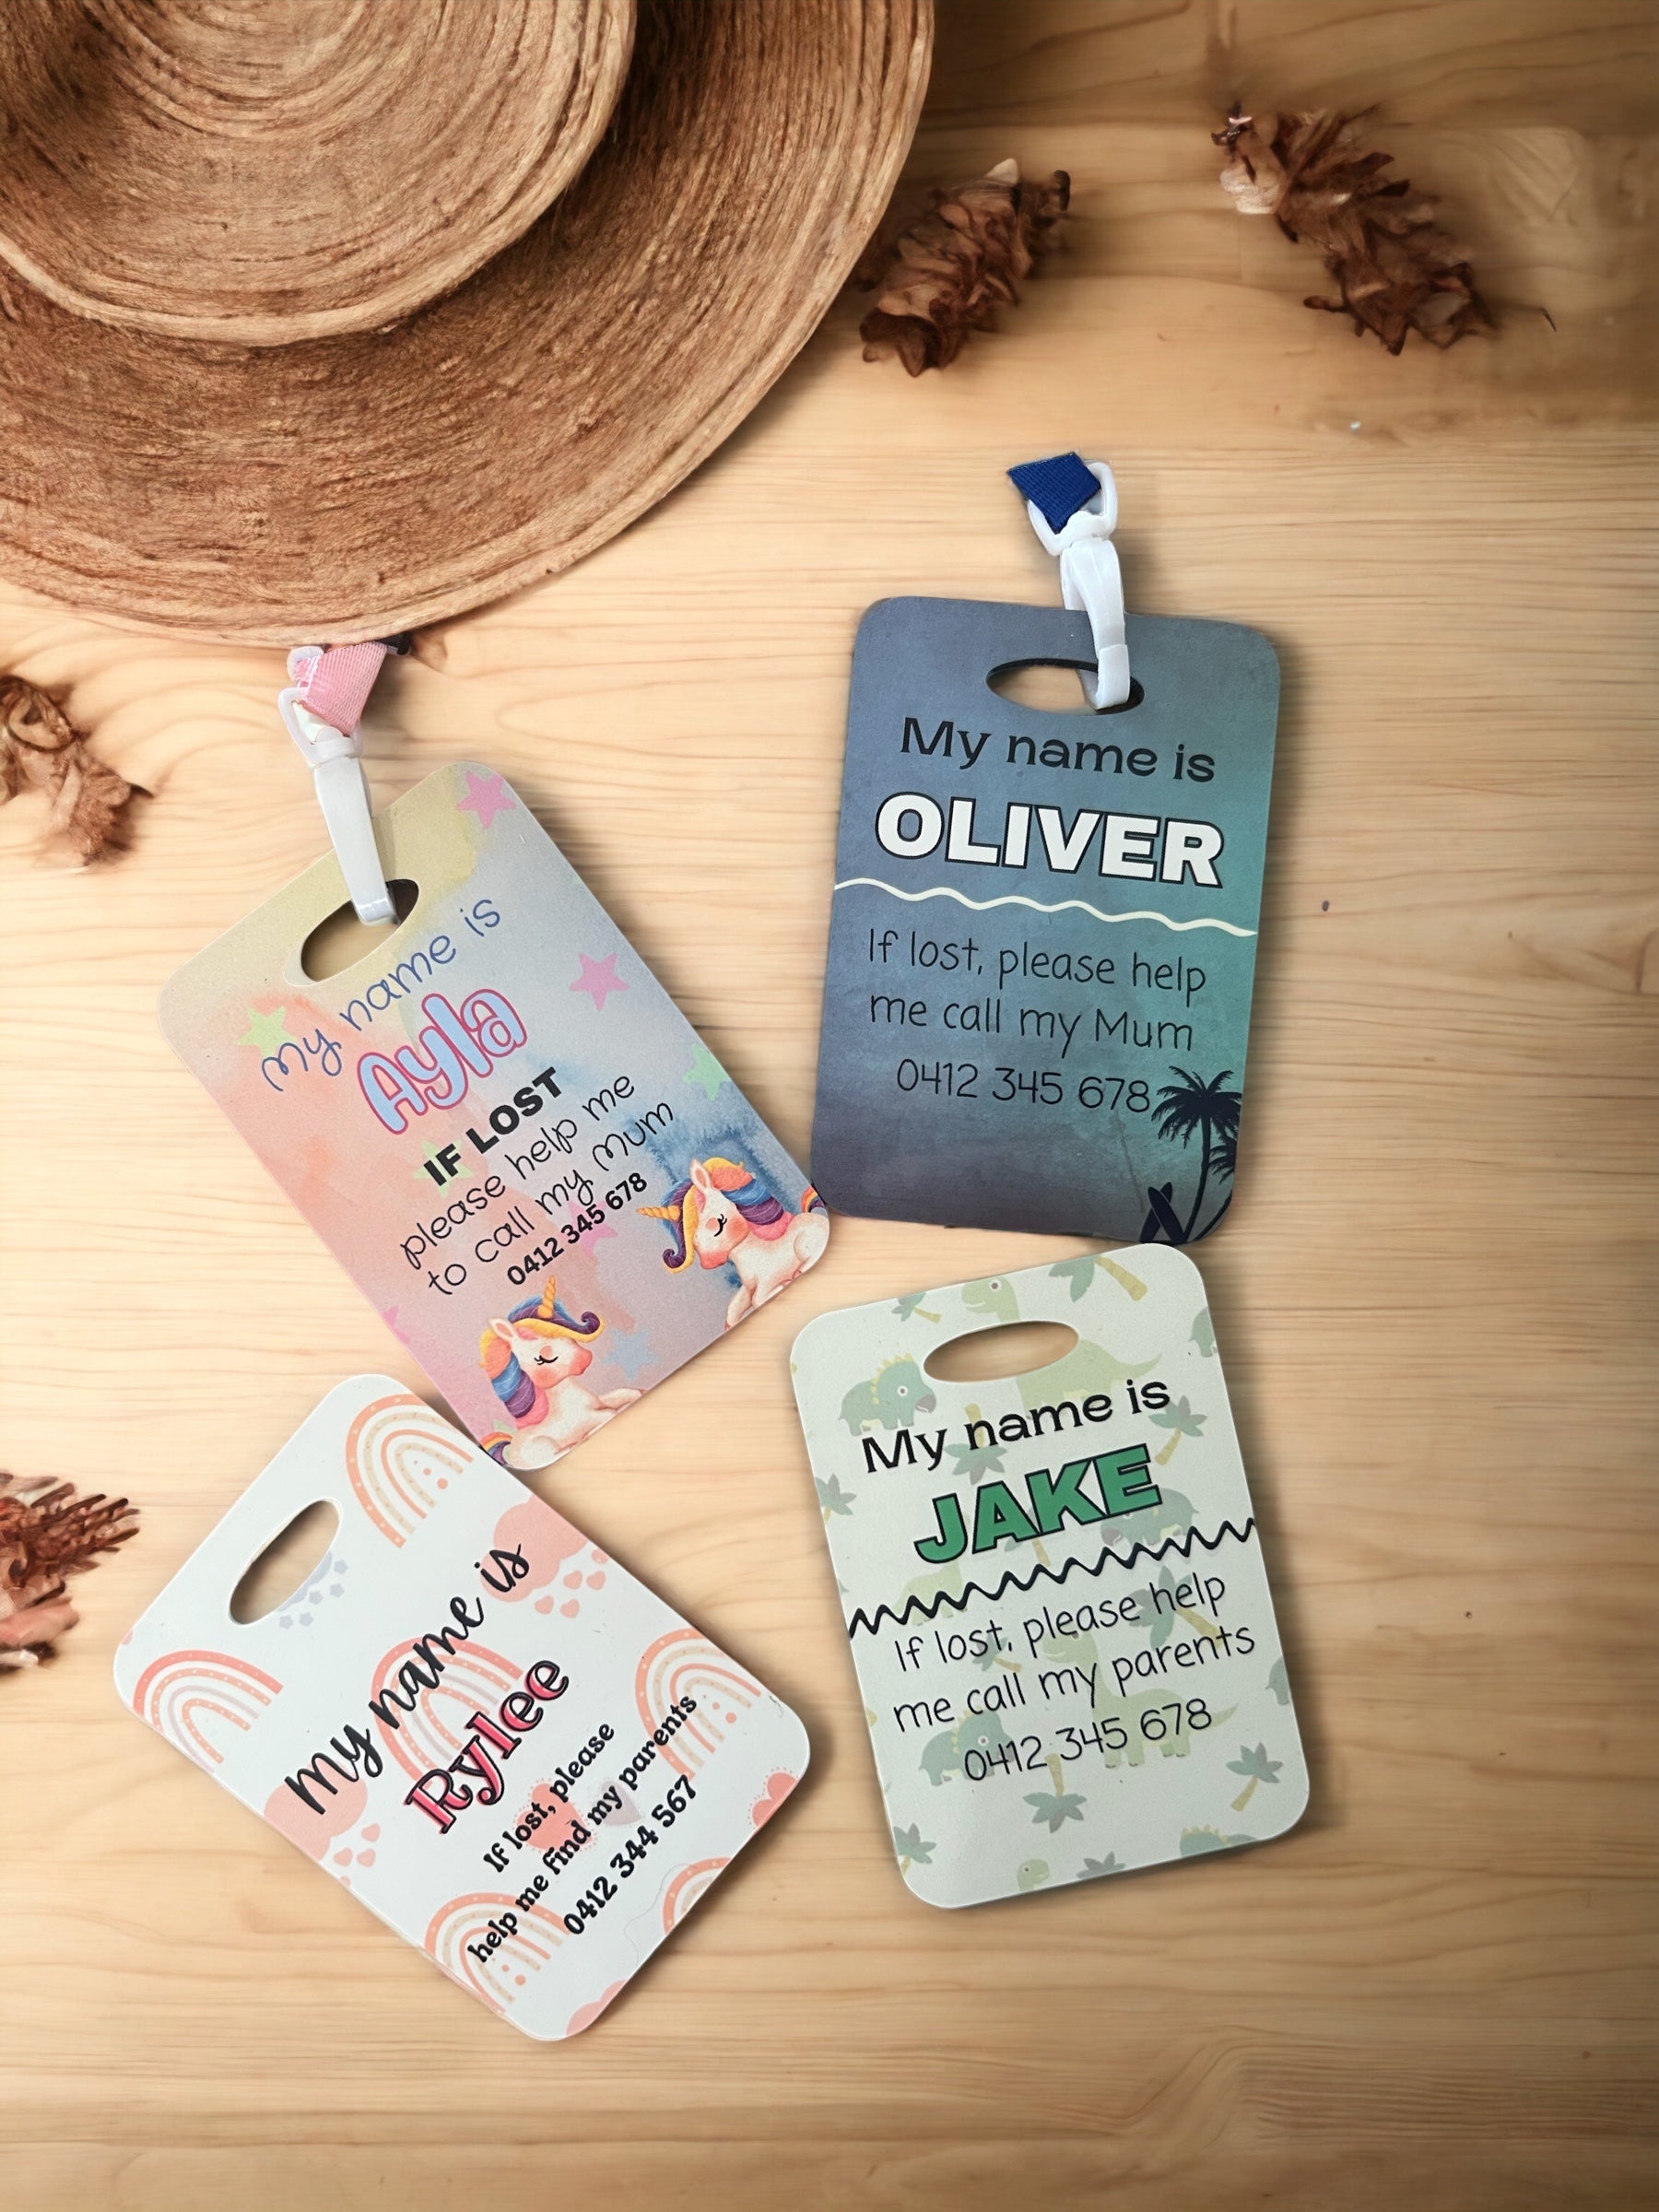 My name is
OLIVER
If lost, please help
me call my Mum
0412 345 678
my name is
Ayla
IF LOST
please help me
to call my Mum
0412 345 678
My name is
JAKE
If lost, please help
me call my parents
0412 345 678
My name is
Rylee
If lost, please
help me find my parents
0412 344 567